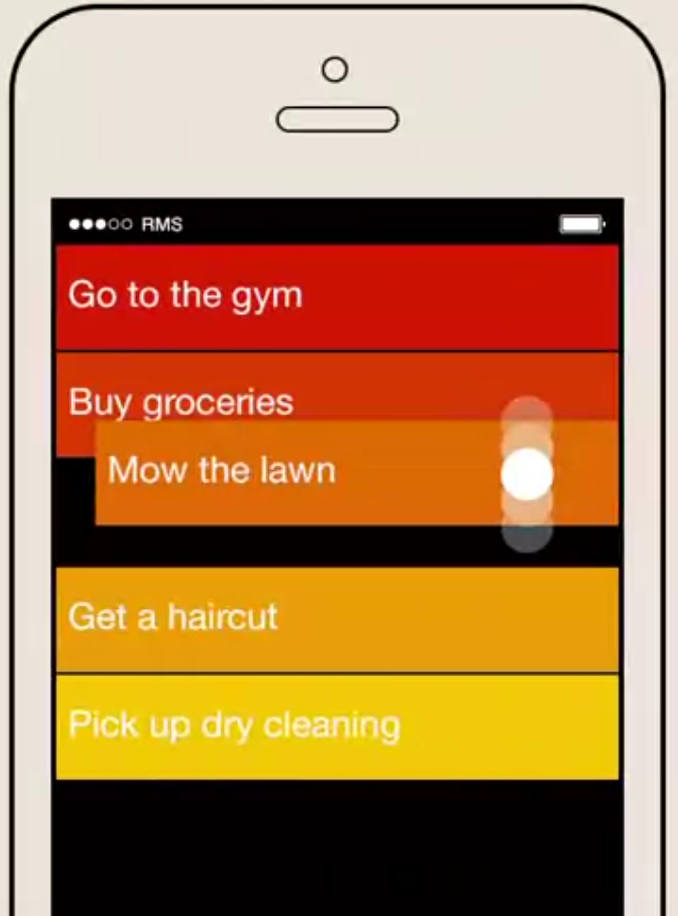 RMS
Go to the gym
Buy groceries
Mow the lawn
Get a haircut
Pick up dry cleaning